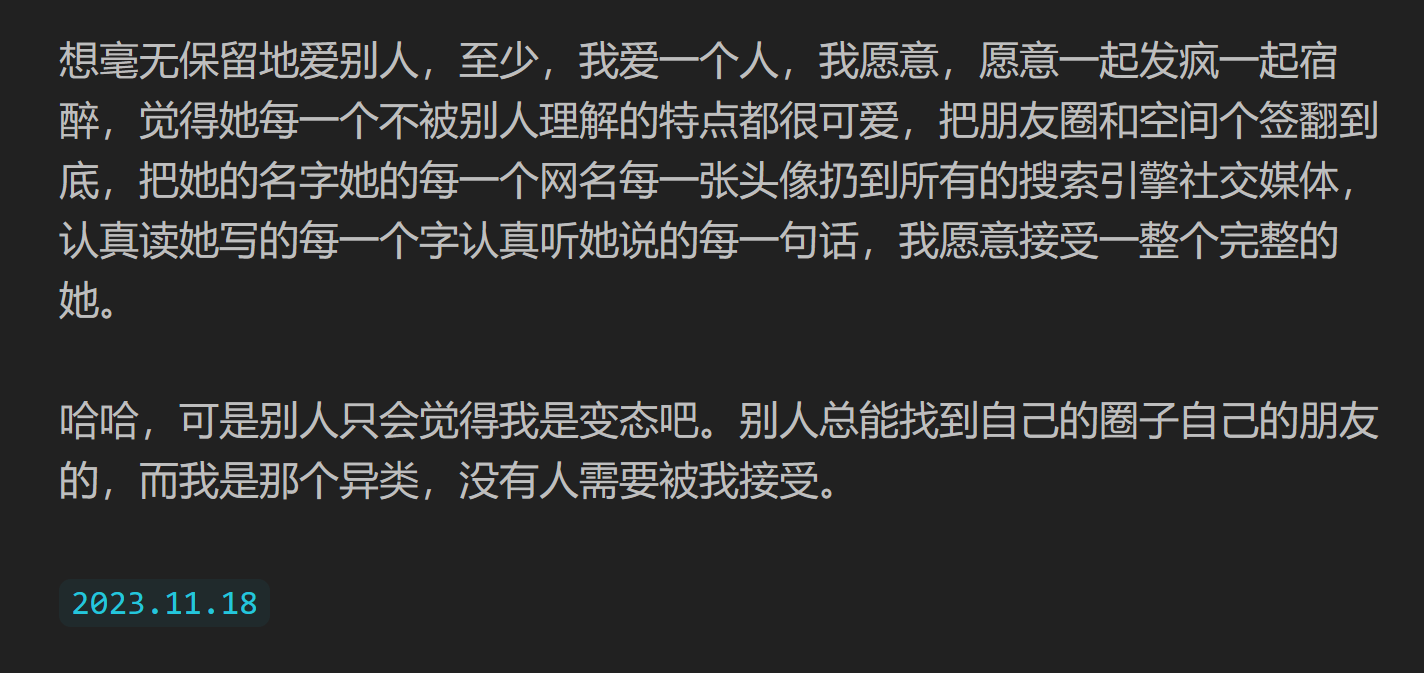 想毫无保留地爱别人，至少，我爱一个人，我愿意，愿意一起发疯一起宿
醉，觉得她每一个不被别人理解的特点都很可爱，把朋友圈和空间个签翻到
底，把她的名字她的每一个网名每一张头像扔到所有的搜索引擎社交媒体，
认真读她写的每一个字认真听她说的每一句话，我愿意接受一整个完整的
她。
哈哈，可是别人只会觉得我是变态吧。别人总能找到自己的圈子自己的朋友
的，而我是那个异类，没有人需要被我接受。
2023.11.18